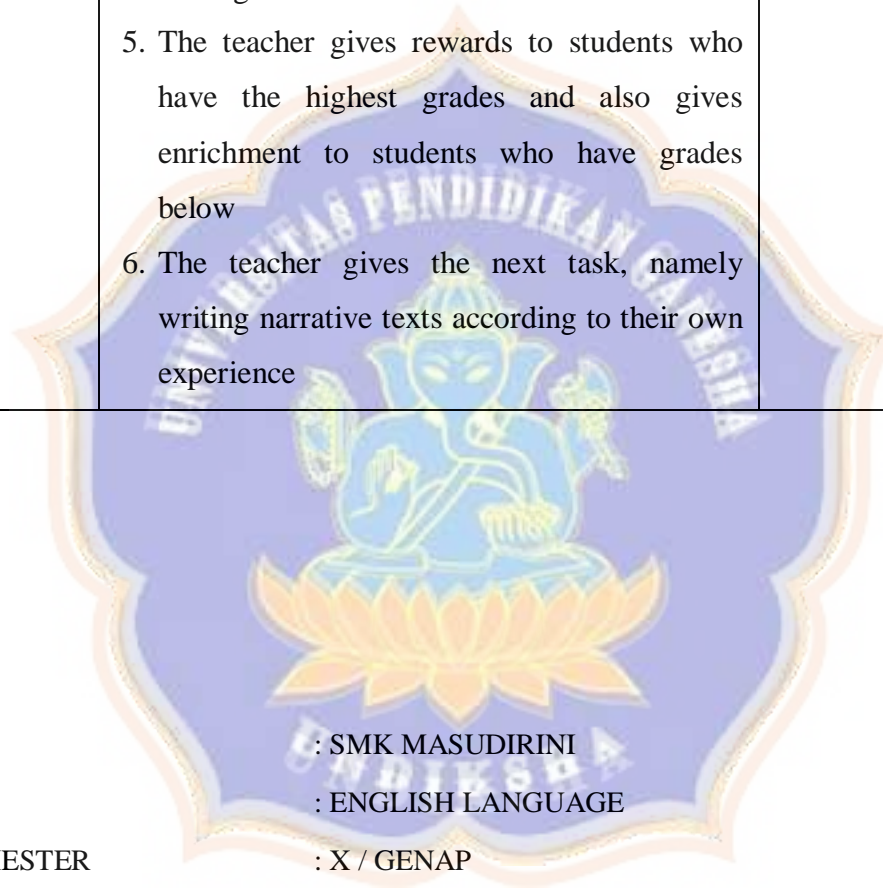 5. The teacher gives rewards to students who
have the highest grades and also gives
enrichment to students who have grades
below
6. The teacher gives the next task, namely
writing narrative texts according to their own
experience
UNIVERSITAS PENDIDIKAN GANESHA
UNDIKSHA
: SMK MASUDIRINI
: ENGLISH LANGUAGE
ESTER : X / GENAP